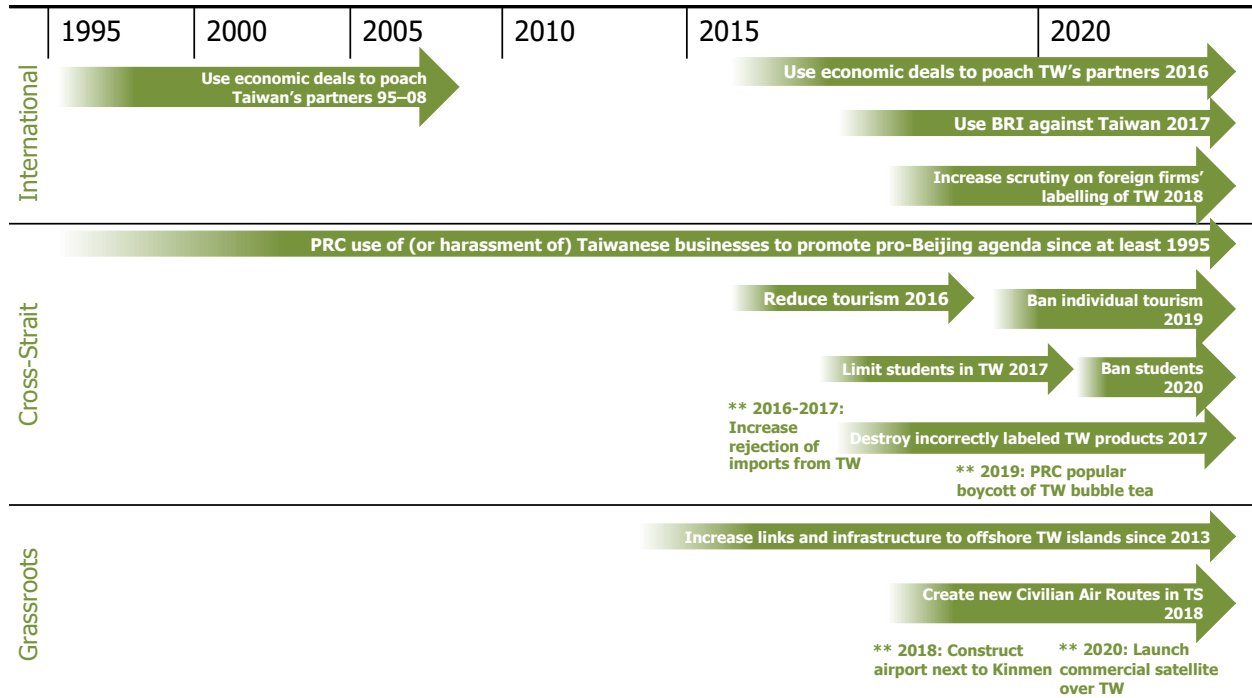 1995
2000
2005
2010
2015
2020
International
Use economic deals to poach
Taiwan's partners 95–08
Use economic deals to poach TW's partners 2016
Use BRI against Taiwan 2017
Increase scrutiny on foreign firms'
labelling of TW 2018
Cross-Strait
PRC use of (or harassment of) Taiwanese businesses to promote pro-Beijing agenda since at least 1995
Reduce tourism 2016
Ban individual tourism
2019
Limit students in TW 2017
Ban students
2020
** 2016-2017:
Increase
rejection of
imports from TW
Destroy incorrectly labeled TW products 2017
** 2019: PRC popular
boycott of TW bubble tea
Grassroots
Increase links and infrastructure to offshore TW islands since 2013
Create new Civilian Air Routes in TS
2018
** 2018: Construct
airport next to Kinmen
** 2020: Launch
commercial satellite
over TW